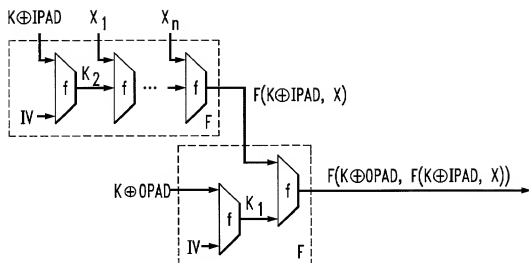 K⊕IPAD X1 Xn
f K2 f ... f
IV F
F(K⊕IPAD, X)
K⊕OPAD f K1 f
F(K⊕OPAD, F(K⊕IPAD, X))
IV F